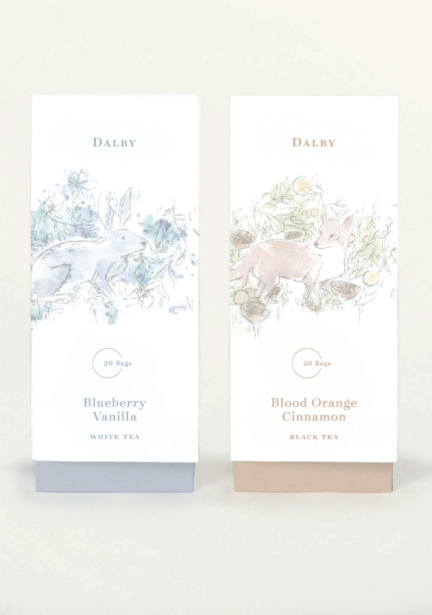 DALBY
20 Bags
Blueberry
Vanilla
WHITE TEA
DALBY
20 Bags
Blood Orange
Cinnamon
BLACK TEA